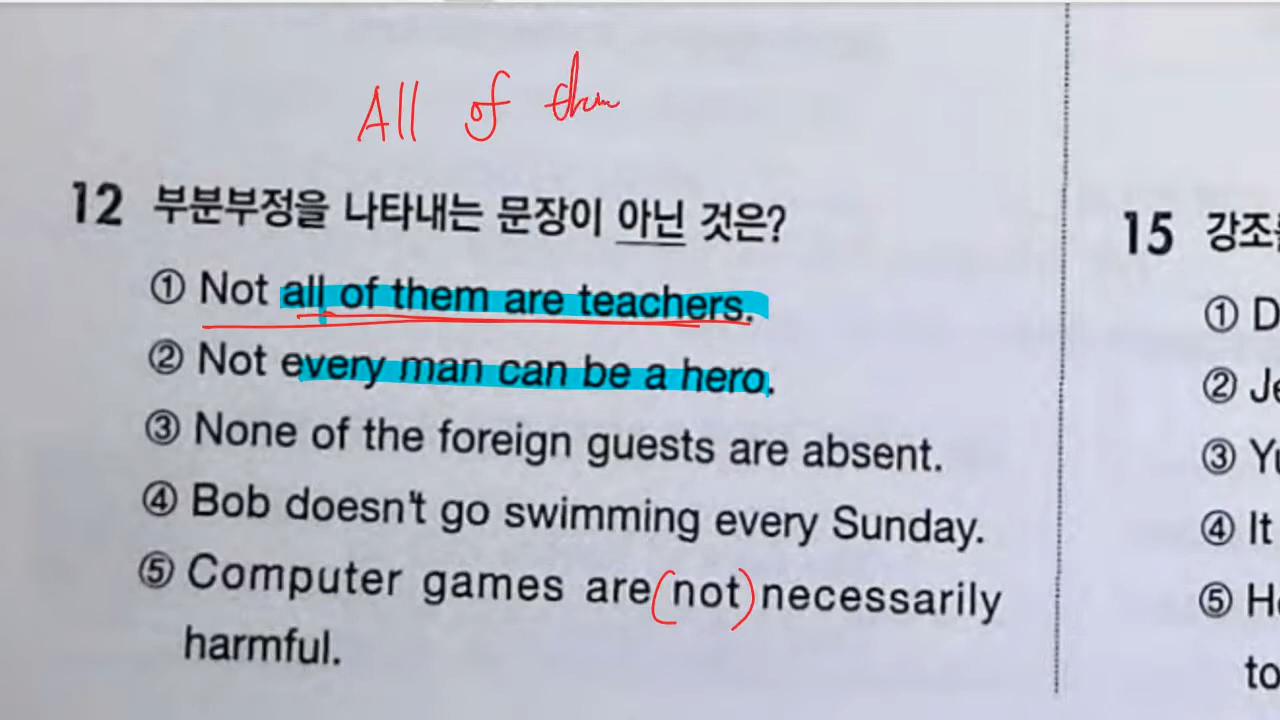 All of them
12 부분부정을 나타내는 문장이 아닌 것은?
① Not all of them are teachers.
② Not every man can be a hero.
③ None of the foreign guests are absent.
④ Bob doesn't go swimming every Sunday.
⑤ Computer games are (not) necessarily
harmful.
15 강조
① D
② Je
③ Yu
④ It
⑤ He
to